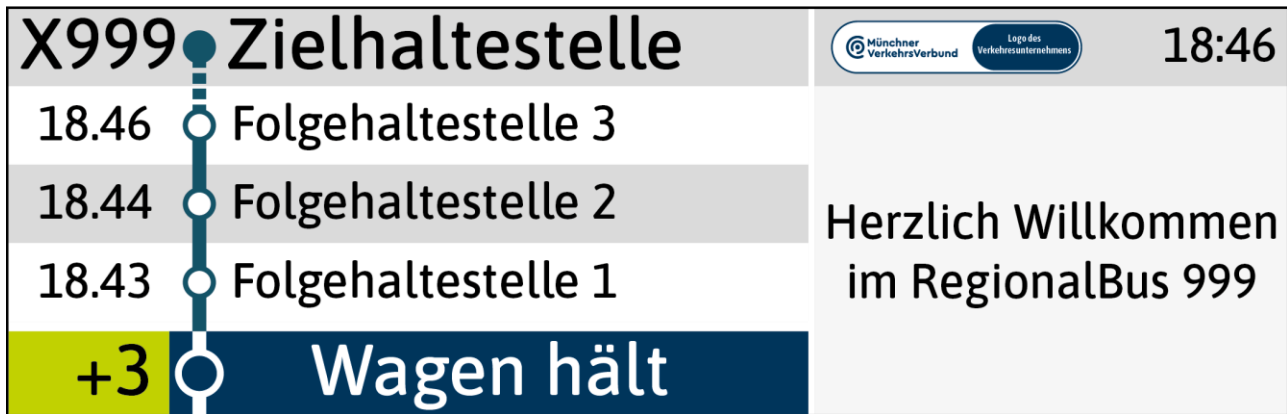 X999 Zielhaltestelle
18.46 Folgehaltestelle 3
18.44 Folgehaltestelle 2
18.43 Folgehaltestelle 1
+3 Wagen hält
Münchner
VerkehrsVerbund
Logo des
Verkehrsunternehmens
18:46
Herzlich Willkommen
im RegionalBus 999